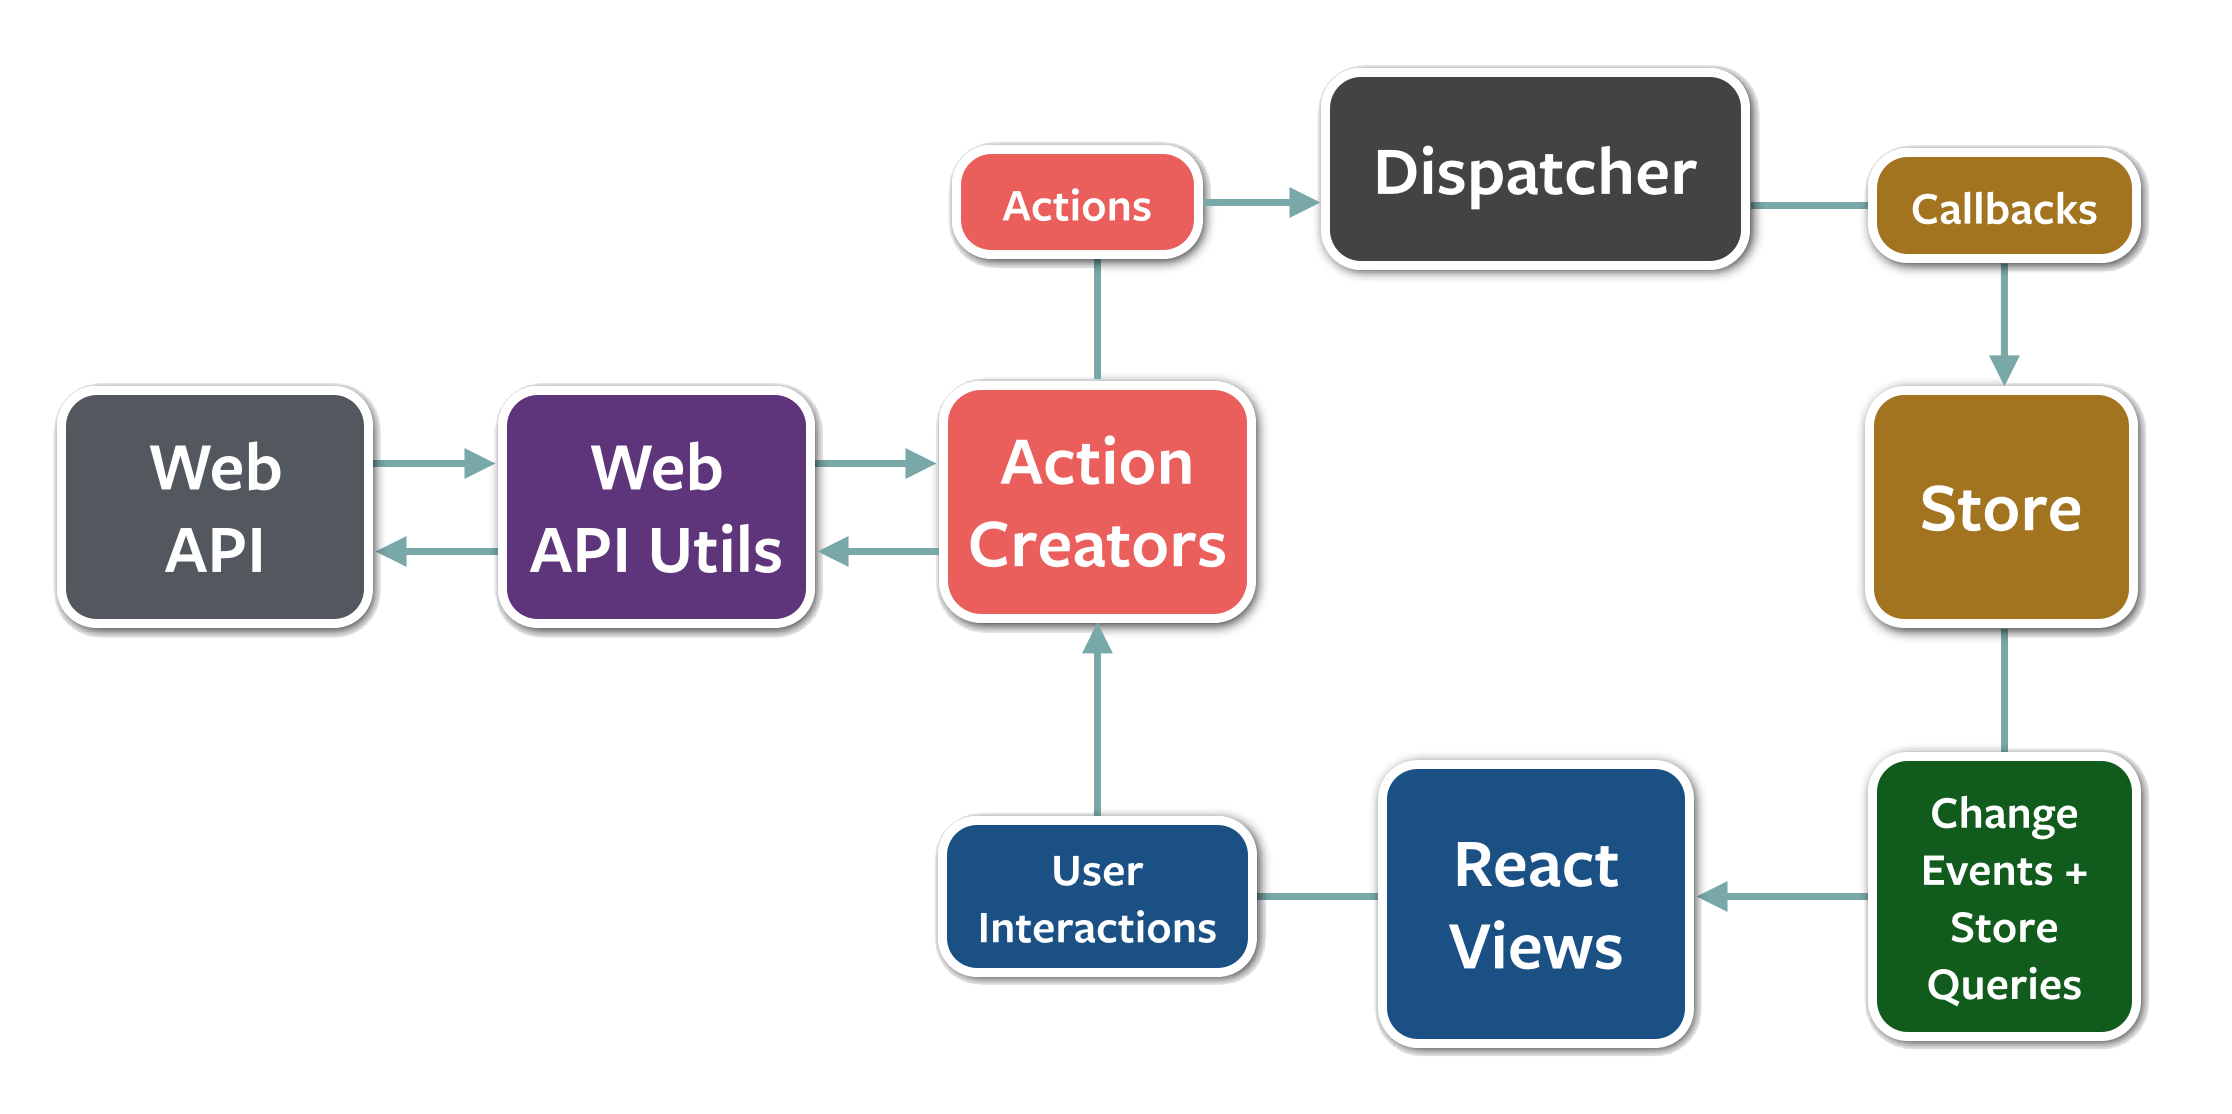 Dispatcher
Actions
Callbacks
Web
API
Web
API Utils
Action
Creators
Store
User
Interactions
React
Views
Change
Events +
Store
Queries